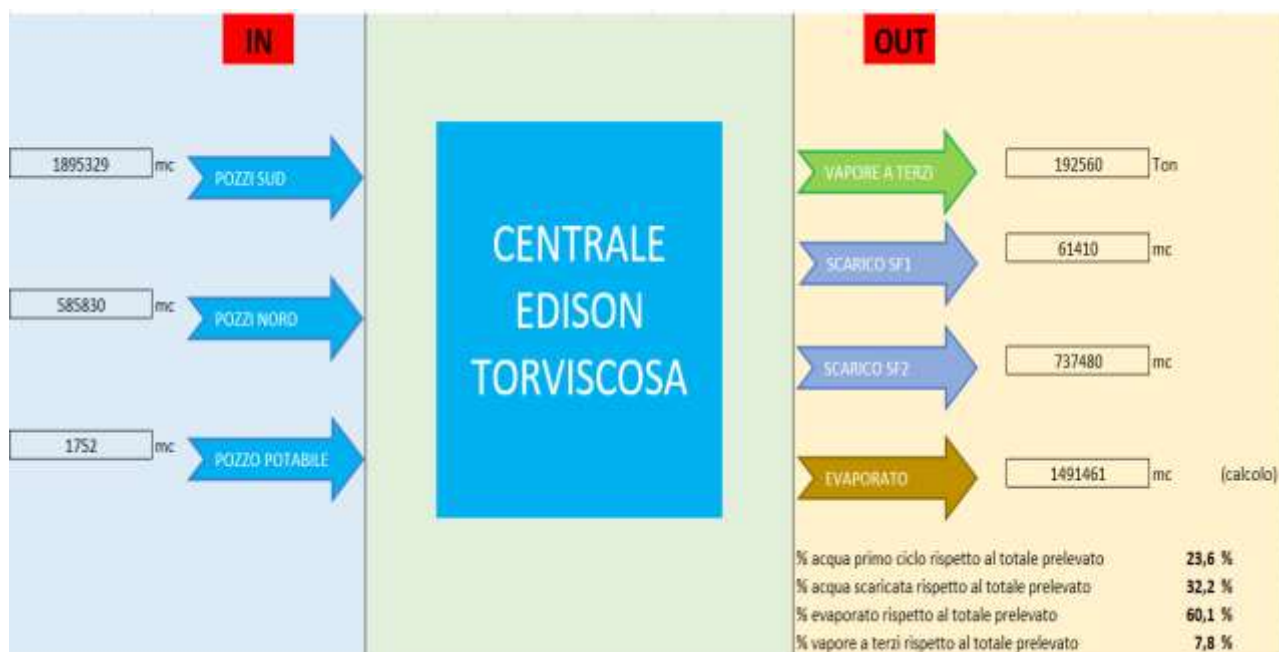 IN
OUT
1895329 mc
POZZI SUD
585830 mc
POZZI NORD
1752 mc
POZZO POTABILE
CENTRALE
EDISON
TORVISCOSA
VAPORE A TERZI
192560 Ton
SCARICO SF1
61410 mc
SCARICO SF2
737480 mc
EVAPORATO
1491461 mc (calcolo)
% acqua primo ciclo rispetto al totale prelevato 23,6 %
% acqua scaricata rispetto al totale prelevato 32,2 %
% evaporato rispetto al totale prelevato 60,1 %
% vapore a terzi rispetto al totale prelevato 7,8 %